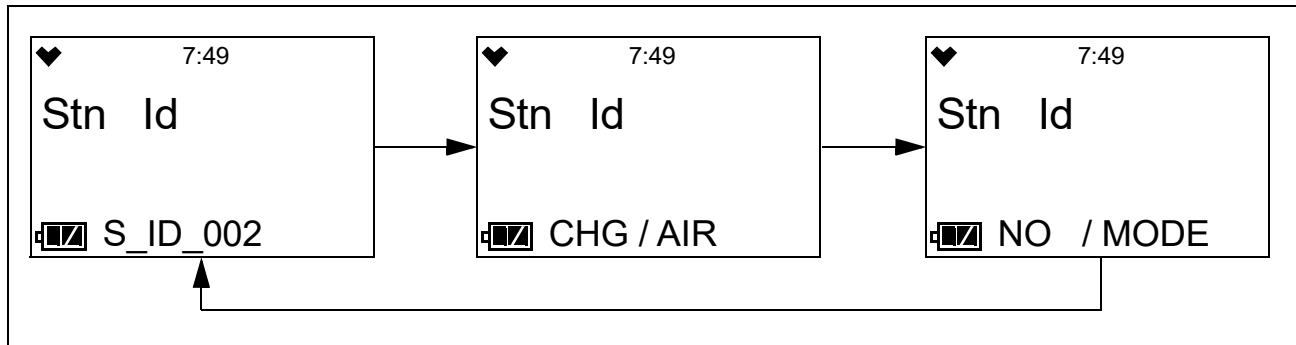 7:49
Stn Id
S_ID_002
7:49
Stn Id
CHG / AIR
7:49
Stn Id
NO / MODE